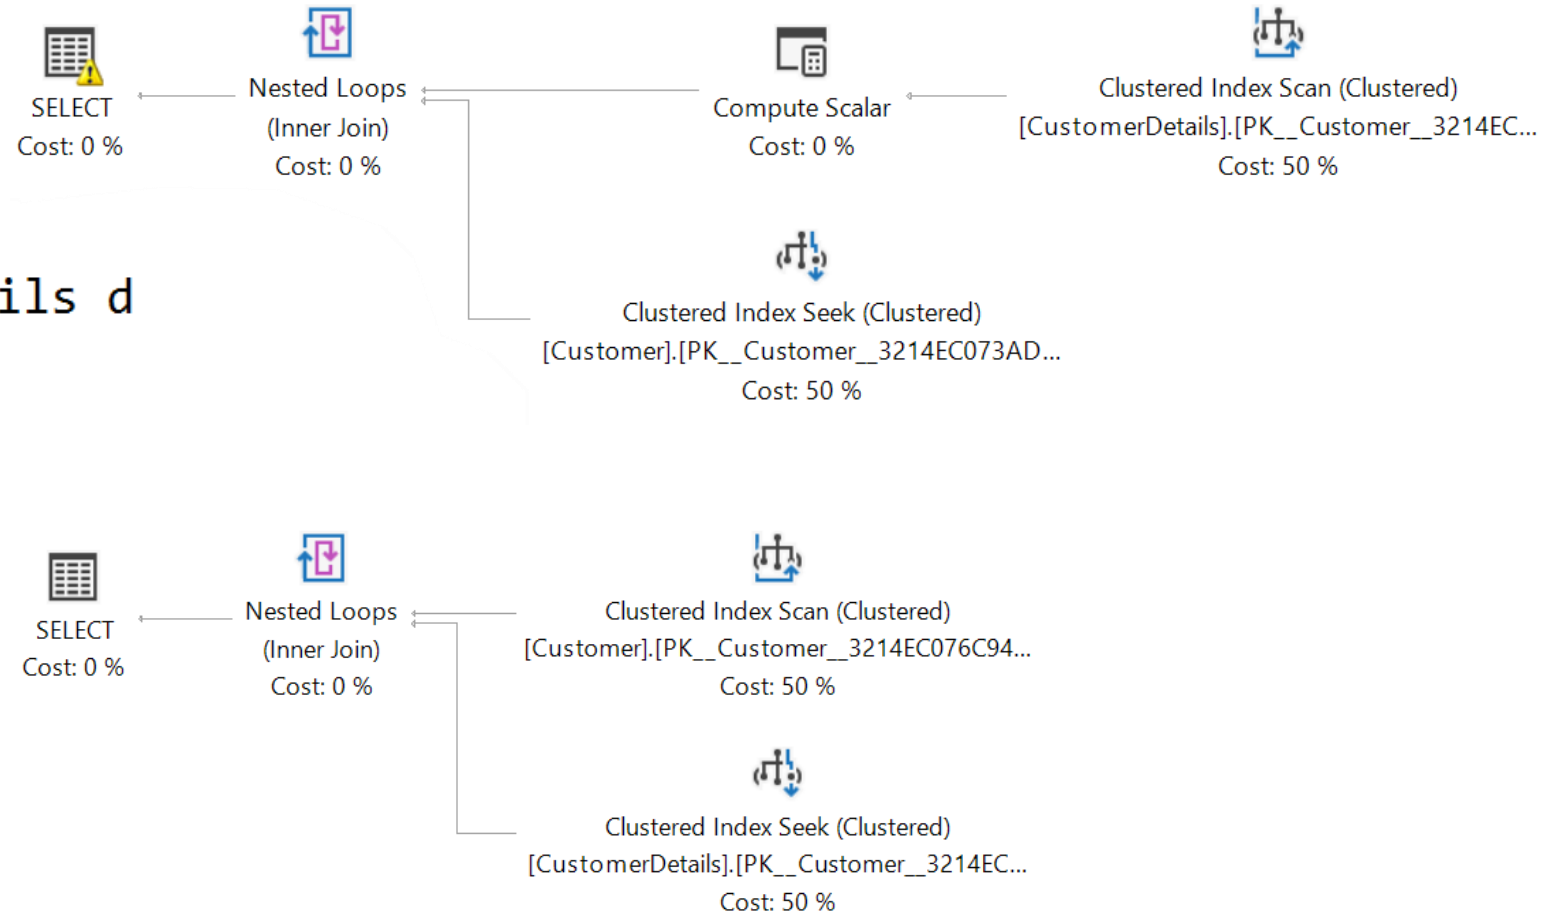 SELECT
Cost: 0 %
Nested Loops
(Inner Join)
Cost: 0 %
Compute Scalar
Cost: 0 %
Clustered Index Scan (Clustered)
[CustomerDetails].[PK__Customer__3214EC...
Cost: 50 %
Clustered Index Seek (Clustered)
[Customer].[PK__Customer__3214EC073AD...
Cost: 50 %
ils d
SELECT
Cost: 0 %
Nested Loops
(Inner Join)
Cost: 0 %
Clustered Index Scan (Clustered)
[Customer].[PK__Customer__3214EC076C94...
Cost: 50 %
Clustered Index Seek (Clustered)
[CustomerDetails].[PK__Customer__3214EC...
Cost: 50 %